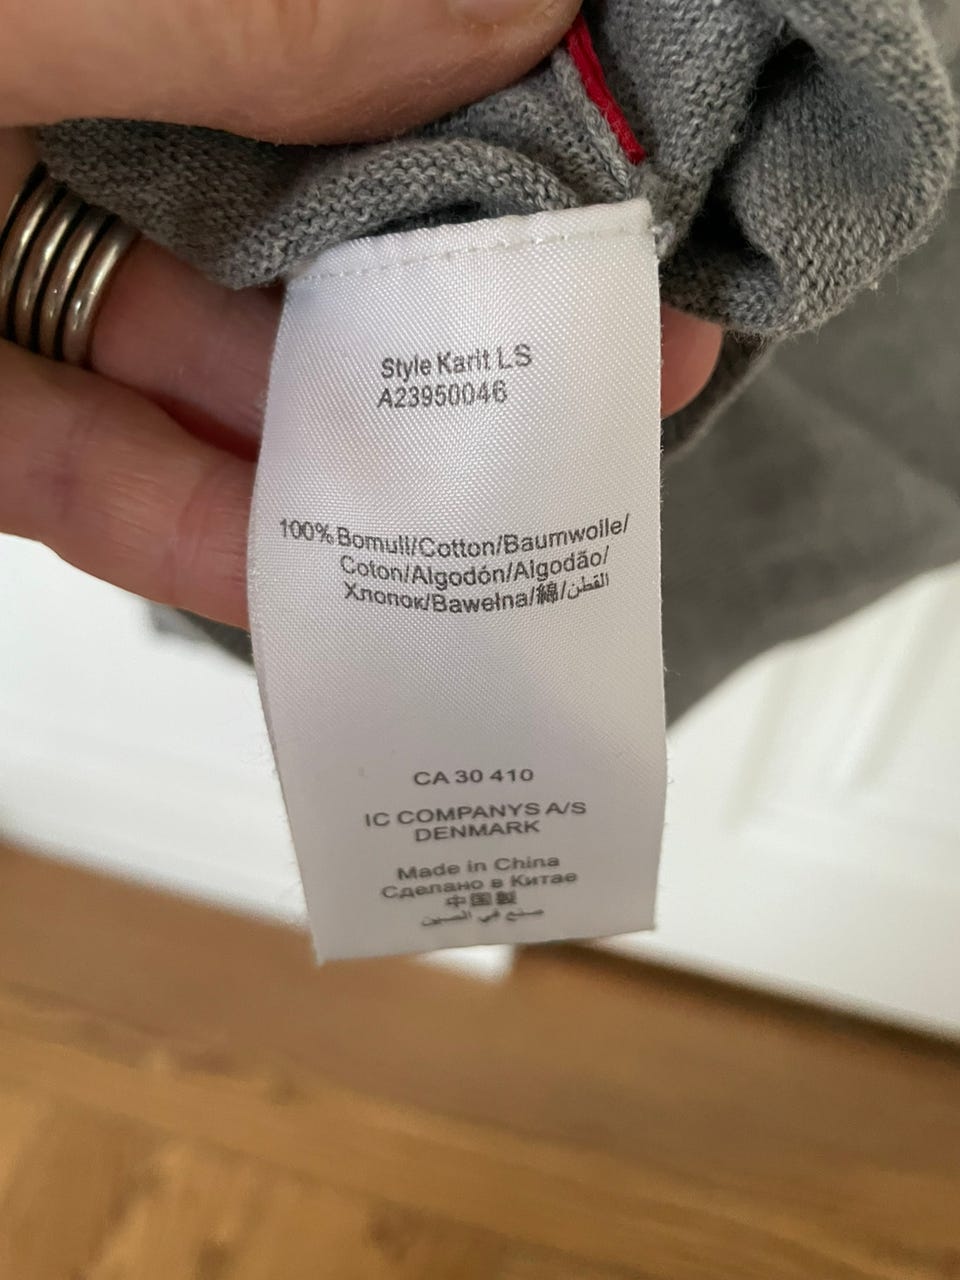 Style Karit LS
A23950046
100% Bomull/Cotton/Baumwolle/
Coton/Algodón/Algodão/
Хлопок/Bawełna/綿/القطن
CA 30 410
IC COMPANYS A/S
DENMARK
Made in China
Сделано в Китае
中国製
صنع في الصين